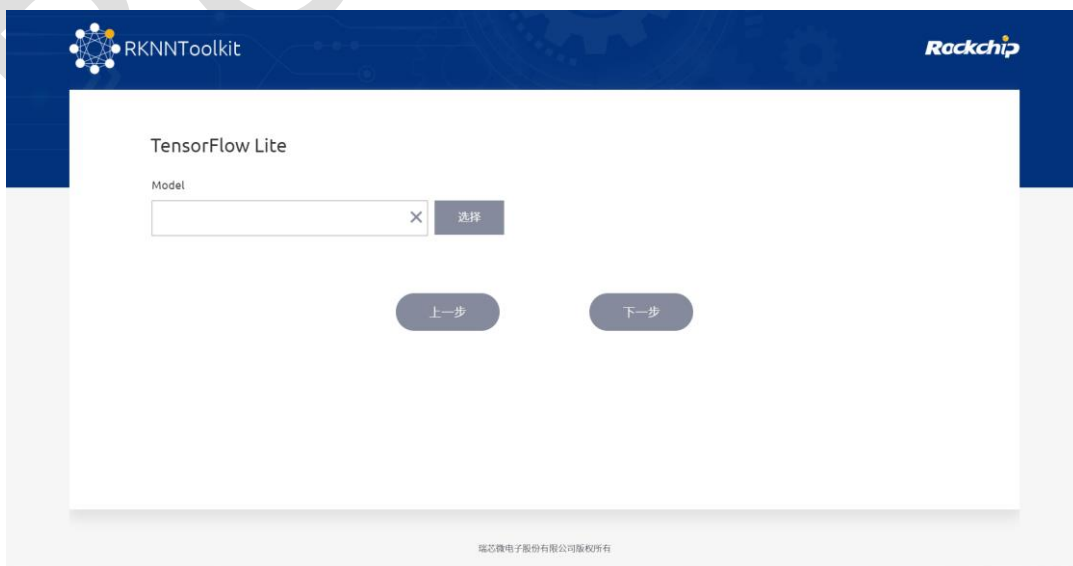 RKNNToolkit
Rockchip
TensorFlow Lite
Model
选择
上一步
下一步
瑞芯微电子股份有限公司版权所有